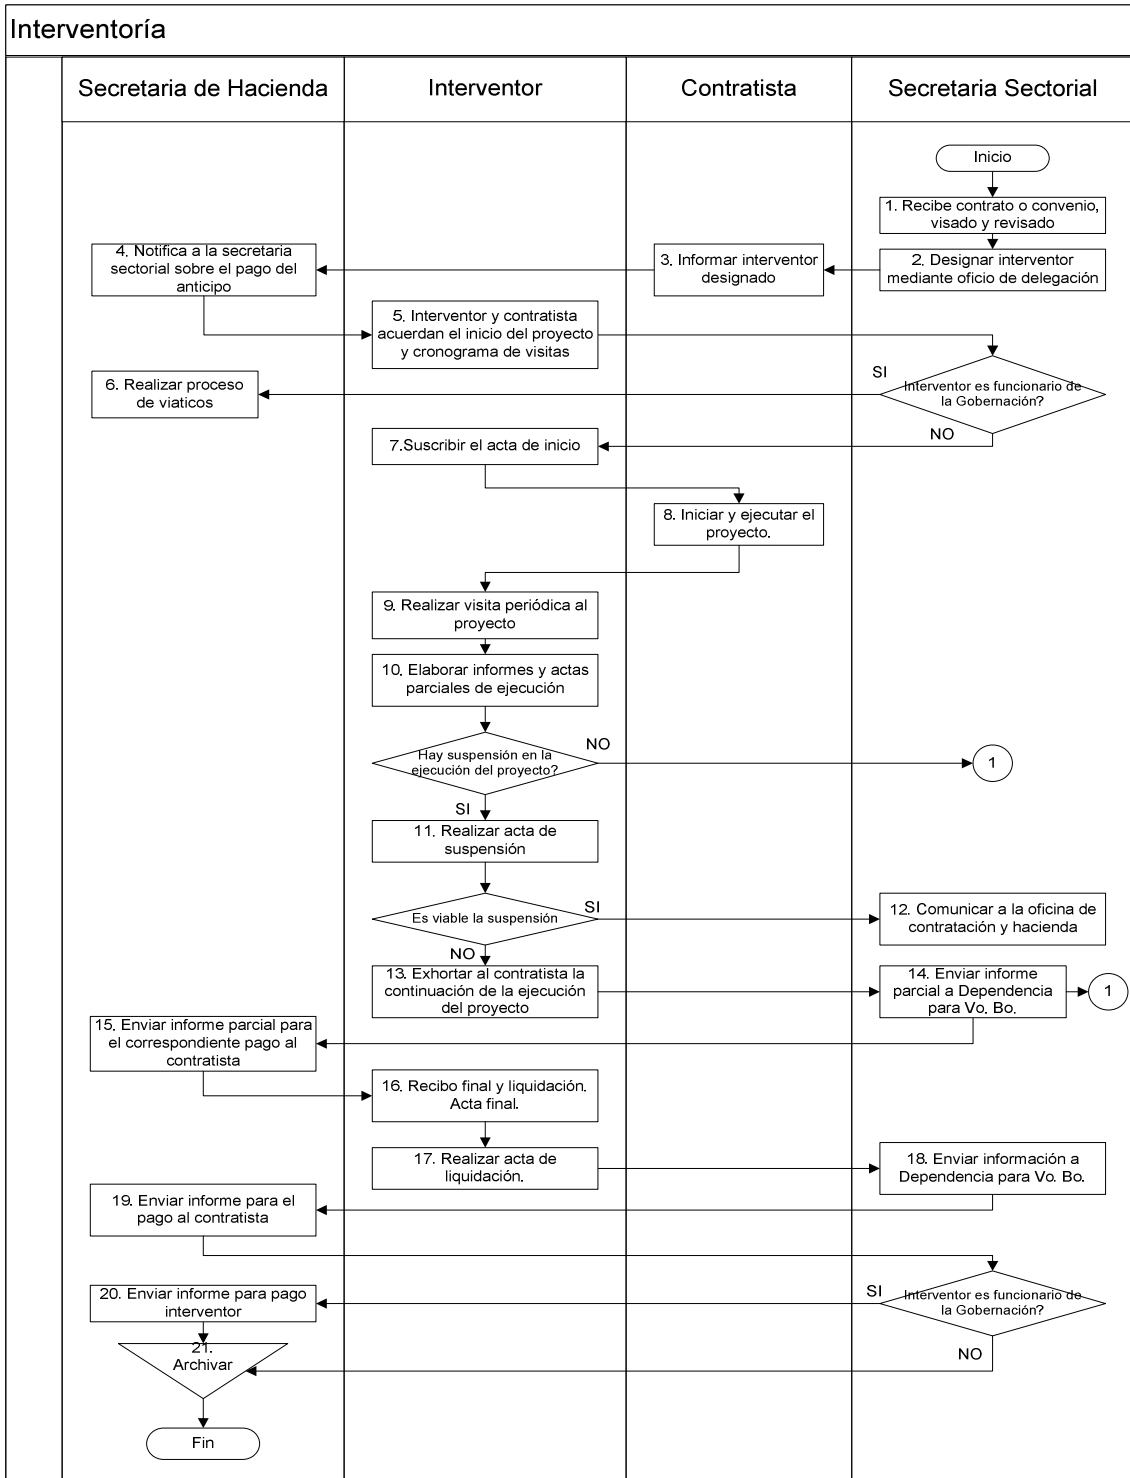 Interventoría
Secretaria de Hacienda
Interventor
Contratista
Secretaria Sectorial
Inicio
1. Recibe contrato o convenio,
visado y revisado
2. Designar interventor
mediante oficio de delegación
3. Informar interventor
designado
4. Notifica a la secretaria
sectorial sobre el pago del
anticipo
5. Interventor y contratista
acuerdan el inicio del proyecto
y cronograma de visitas
Interventor es funcionario de
la Gobernación?
SI
NO
6. Realizar proceso
de viaticos
7.Suscribir el acta de inicio
8. Iniciar y ejecutar el
proyecto.
9. Realizar visita periódica al
proyecto
10. Elaborar informes y actas
parciales de ejecución
Hay suspensión en la
ejecución del proyecto?
NO
1
SI
11. Realizar acta de
suspensión
Es viable la suspensión
SI
12. Comunicar a la oficina de
contratación y hacienda
NO
13. Exhortar al contratista la
continuación de la ejecución
del proyecto
14. Enviar informe
parcial a Dependencia
para Vo. Bo.
1
15. Enviar informe parcial para
el correspondiente pago al
contratista
16. Recibo final y liquidación.
Acta final.
17. Realizar acta de
liquidación.
18. Enviar información a
Dependencia para Vo. Bo.
19. Enviar informe para el
pago al contratista
Interventor es funcionario de
la Gobernación?
SI
NO
20. Enviar informe para pago
interventor
21.
Archivar
Fin